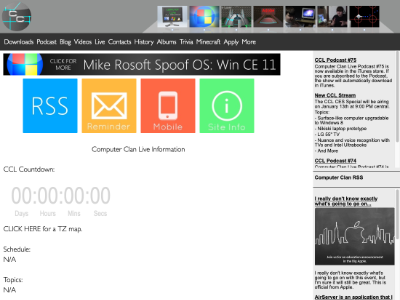 CCT
Downloads Podcast Blog Videos Live Contacts History Albums Trivia Minecraft Apply More
CLICK FOR MORE
Mike Rosoft Spoof OS: Win CE 11
RSS
Reminder
Mobile
Site Info
Computer Clan Live Information
CCL Countdown:
00:00:00:00
Days Hours Mins Secs
CLICK HERE for a TZ map.
Schedule:
N/A
Topics:
N/A
CCL Podcast #75
Computer Clan Live Podcast #75 is
now available in the iTunes store. If
you are subscribed to the Podcast,
the show will automatically download
in iTunes.
New CCL Stream
The CCL CES Special will be airing
on January 13th at 9:00 PM central.
Topics:
- Surface-like computer upgradable
to Windows 8
- Nikiski laptop prototype
- LG 55" TV
- Nuance and voice recognition with
TVs and Intel Ultrabooks
- And More
CCL Podcast #74
Computer Clan Live Podcast #74 is
Computer Clan RSS
I really don't know exactly
what's going to go on...
I really don't know exactly what's
going to go on with this event, but
I'm sure it will still be great. This is
official from Apple.
AirServer is an application that l